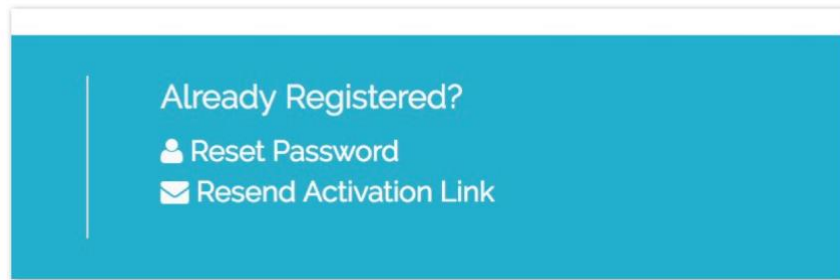 Already Registered?
Reset Password
Resend Activation Link